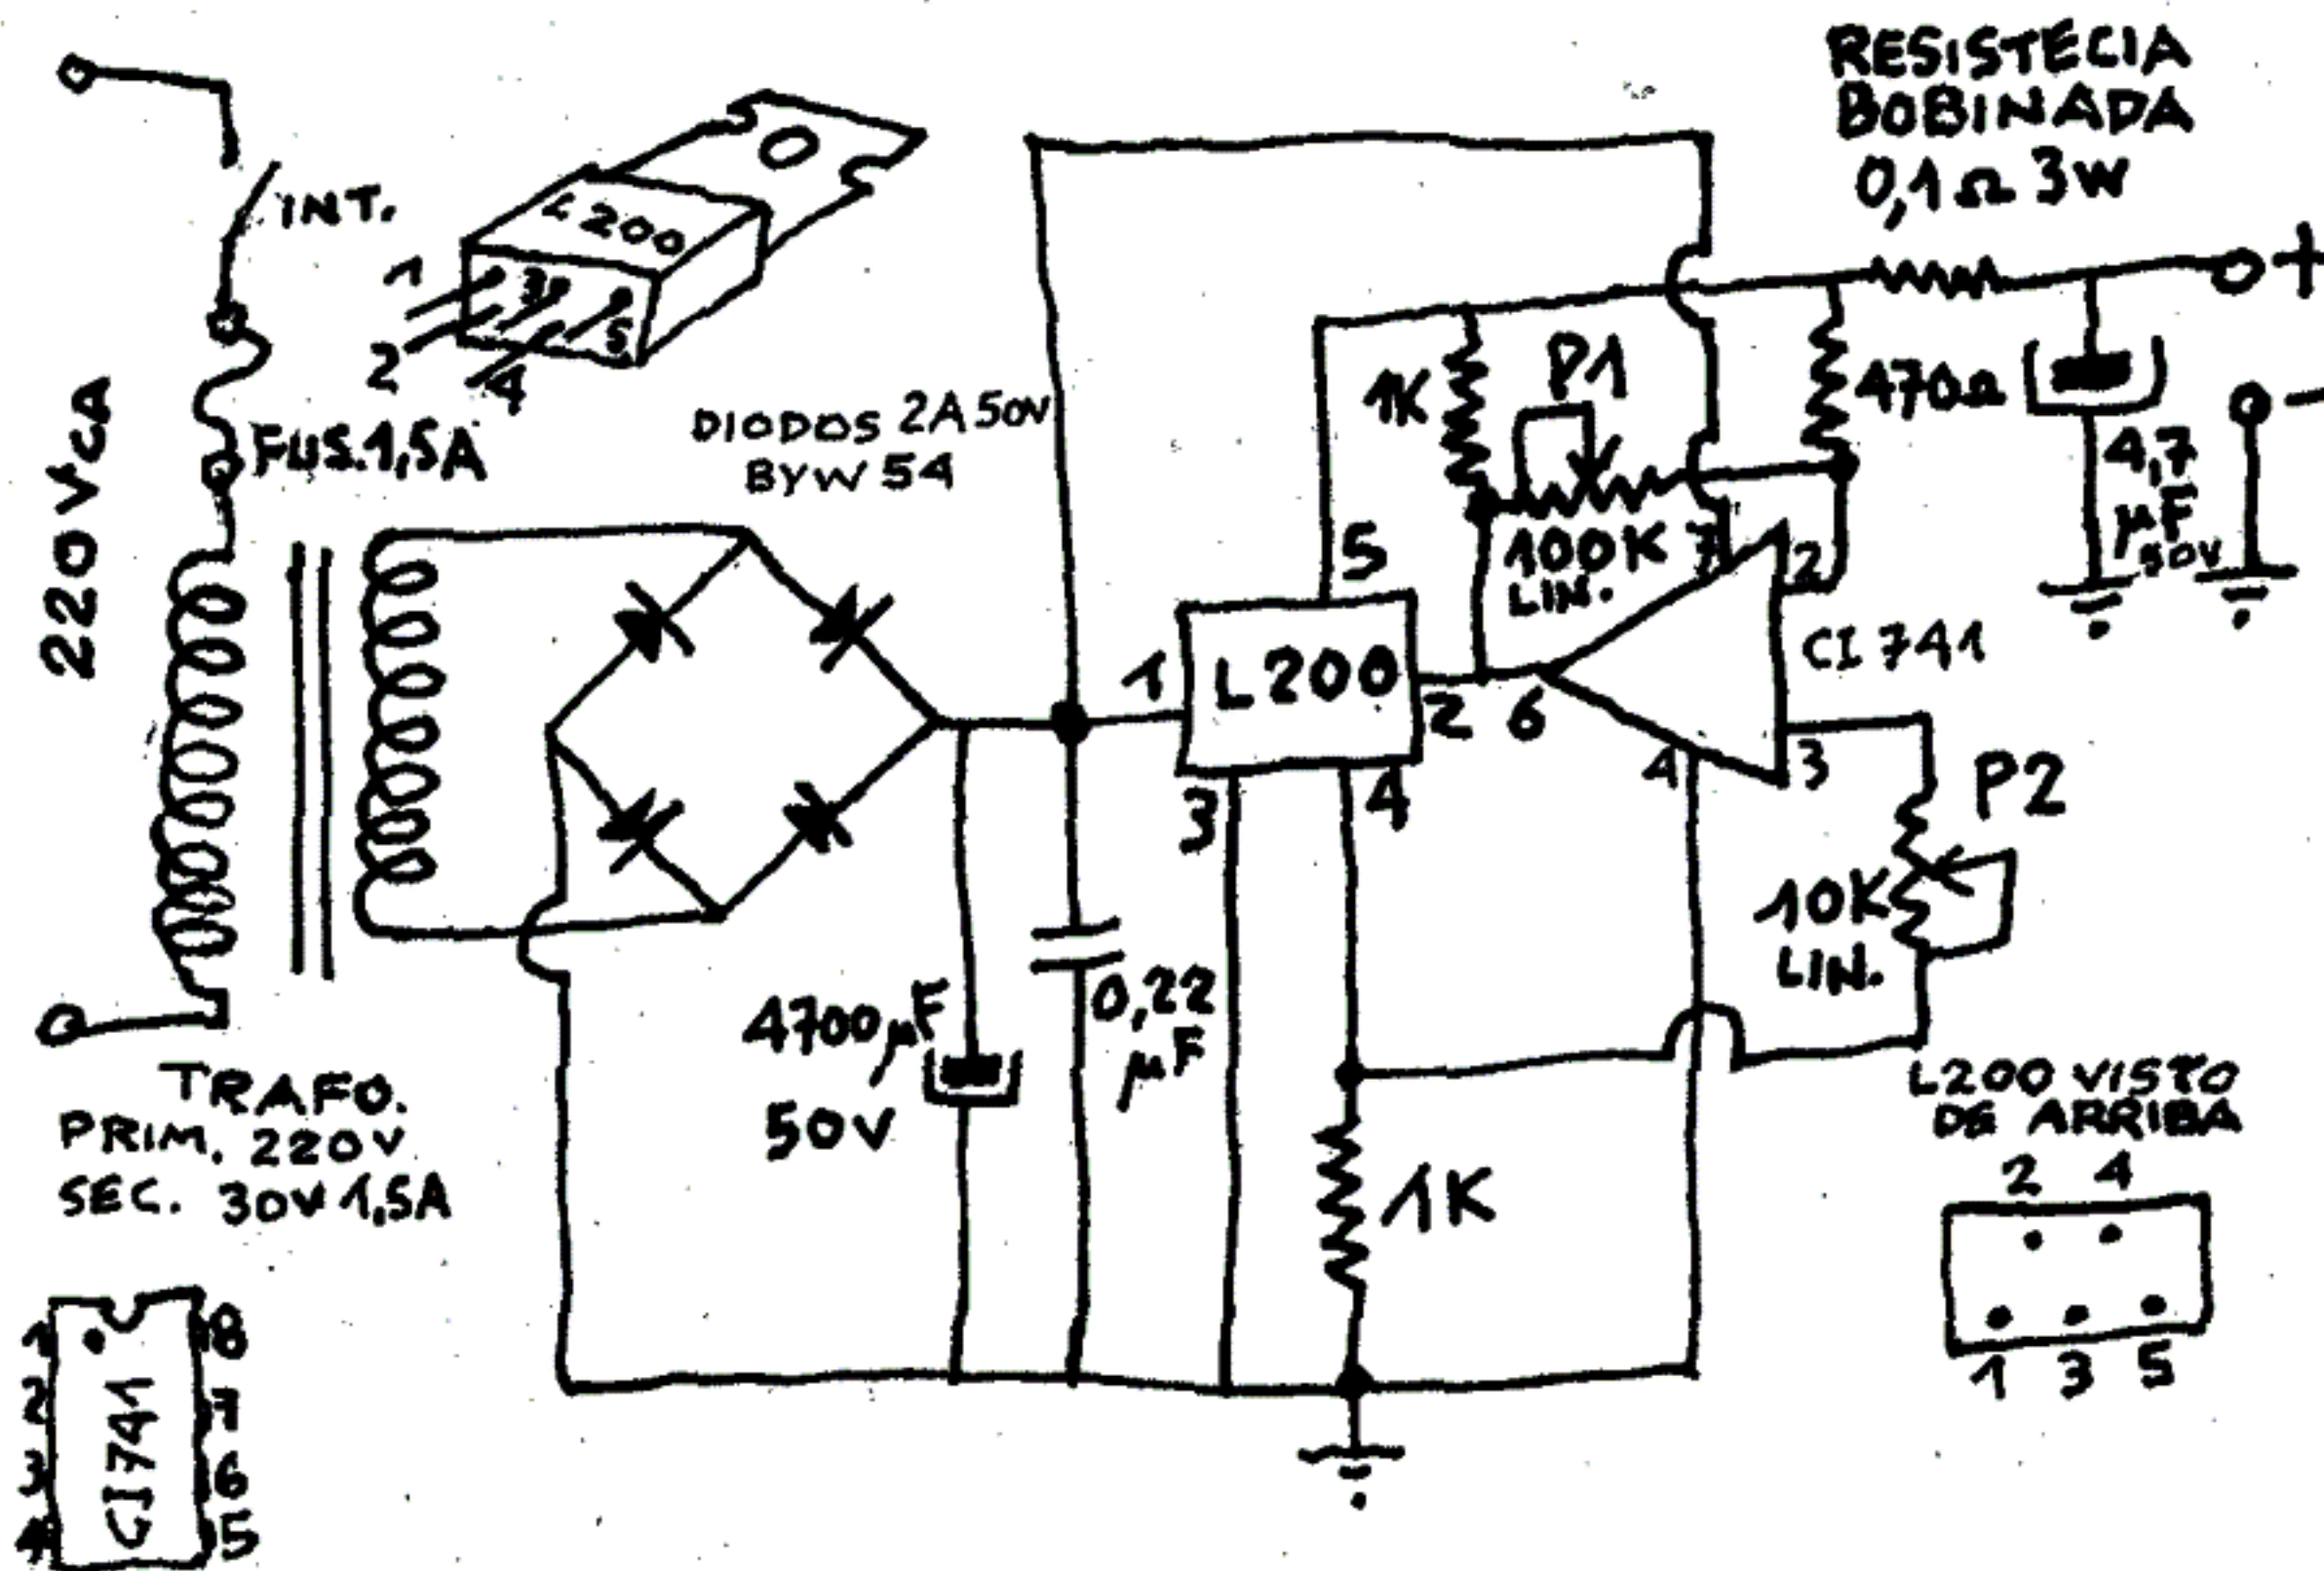 RESISTECIA
BOBINADA
0,1Ω 3W
+
INT.
L200
1
3
5
2
4
220 VCA
FUS. 1,5A
DIODOS 2A 50V
BYW 54
1K
P1
470Ω
-
4,7
µF
50V
100K
LIN.
5
7
2
CI 741
1
L200
2
6
3
4
4
3
P2
10K
LIN.
4700µF
50V
0,22
µF
1K
TRAFO.
PRIM. 220V
SEC. 30V 1,5A
L200 VISTO
DE ARRIBA
2 4
1 3 5
1 8
2 7
3 6
4 5
CI741